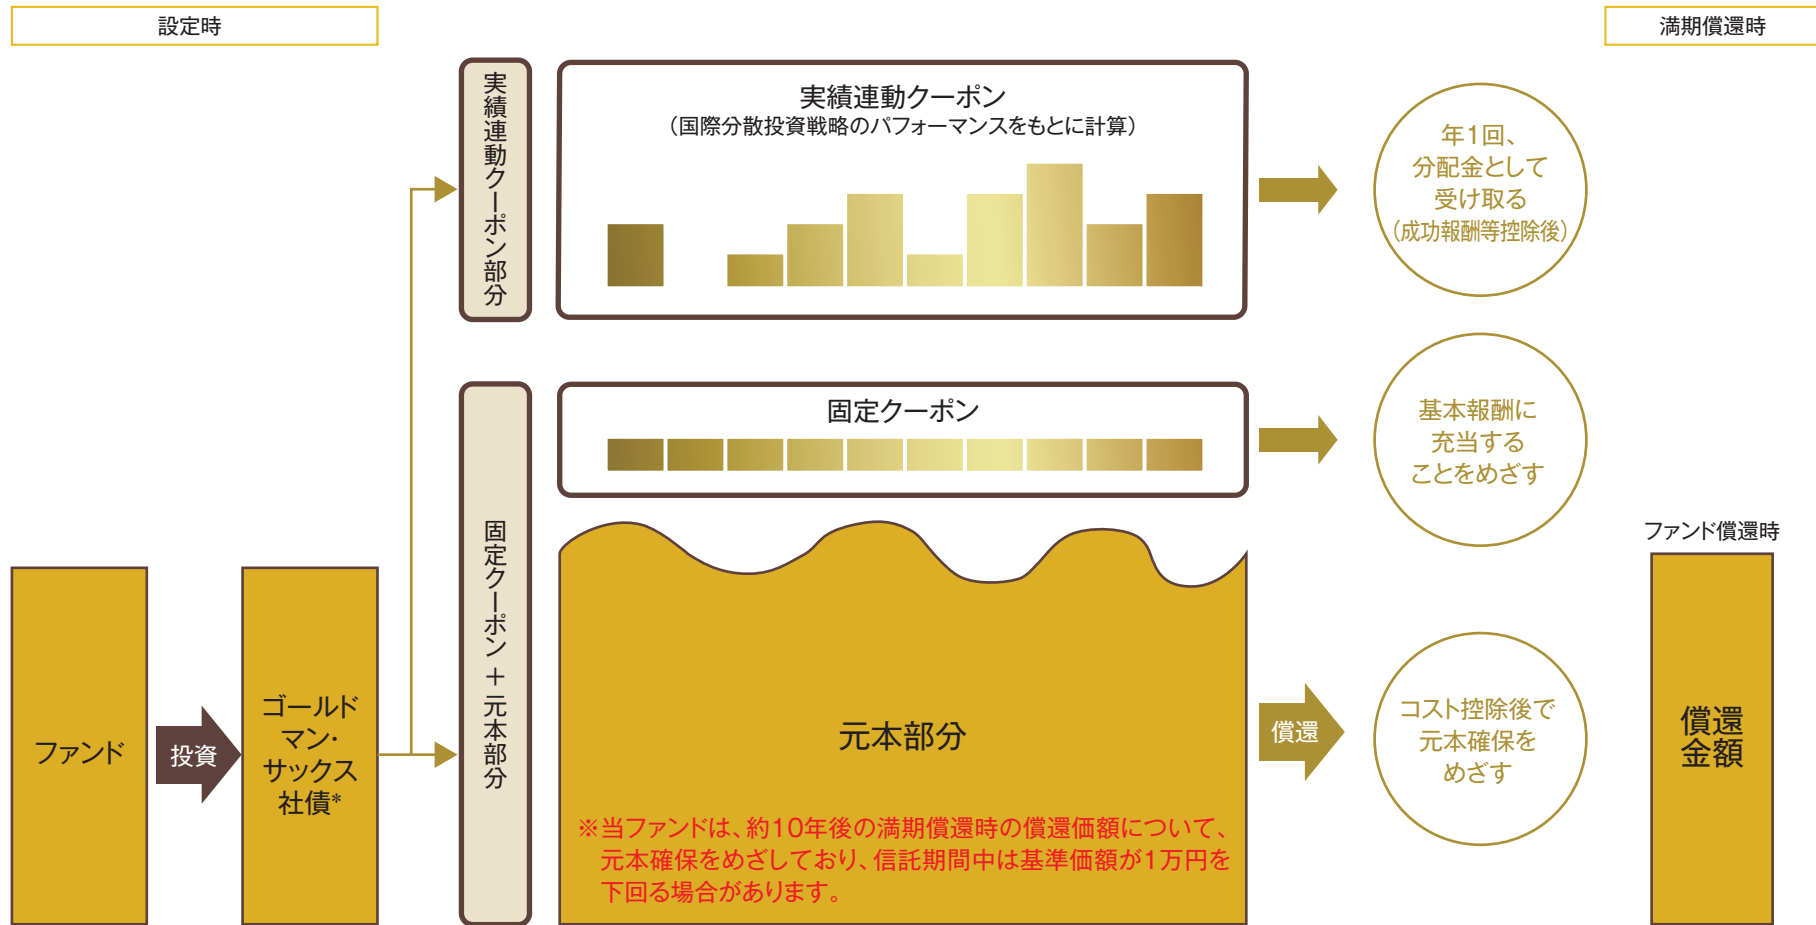 設定時
満期償還時
実績連動クーポン部分
実績連動クーポン
（国際分散投資戦略のパフォーマンスをもとに計算）
年1回、
分配金として
受け取る
（成功報酬等控除後）
固定クーポン＋元本部分
固定クーポン
基本報酬に
充当する
ことをめざす
ファンド償還時
ファンド
投資
ゴールド
マン・
サックス
社債*
元本部分
※当ファンドは、約10年後の満期償還時の償還価額について、
元本確保をめざしており、信託期間中は基準価額が1万円を
下回る場合があります。
償還
コスト控除後で
元本確保を
めざす
償還
金額